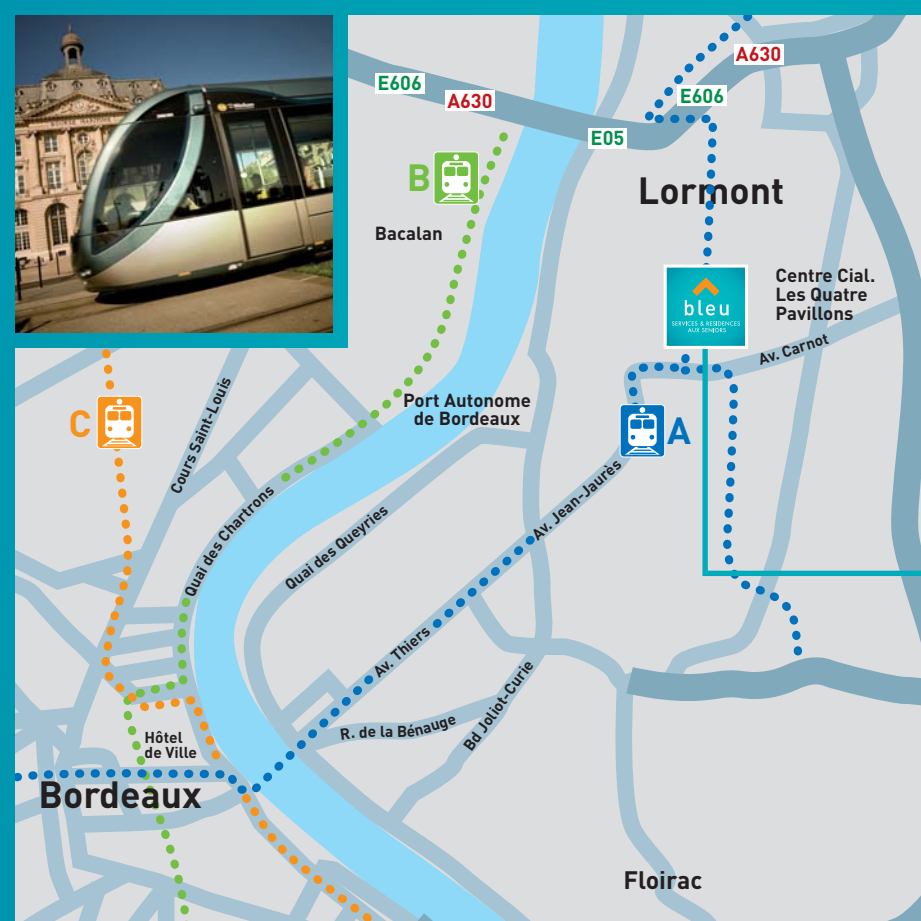 E606
A630
E05
E606
A630
B
Bacalan
Lormont
bleu
SERVICES & RESIDENCES
AUX SENIORS
Centre Cial.
Les Quatre
Pavillons
Av. Carnot
Port Autonome
de Bordeaux
C
A
Cours Saint-Louis
Quai des Chartrons
Quai des Queyries
Av. Jean-Jaurès
Av. Thiers
R. de la Bénauge
Bd Joliot-Curie
Hôtel
de Ville
Bordeaux
Floirac